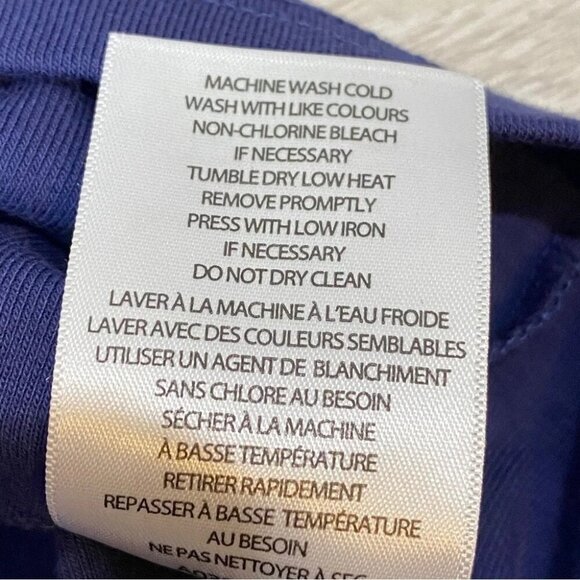 MACHINE WASH COLD
WASH WITH LIKE COLOURS
NON-CHLORINE BLEACH
IF NECESSARY
TUMBLE DRY LOW HEAT
REMOVE PROMPTLY
PRESS WITH LOW IRON
IF NECESSARY
DO NOT DRY CLEAN
LAVER À LA MACHINE À L'EAU FROIDE
LAVER AVEC DES COULEURS SEMBLABLES
UTILISER UN AGENT DE BLANCHIMENT
SANS CHLORE AU BESOIN
SÉCHER À LA MACHINE
À BASSE TEMPÉRATURE
RETIRER RAPIDEMENT
REPASSER À BASSE TEMPÉRATURE
AU BESOIN
NE PAS NETTOYER À SEC